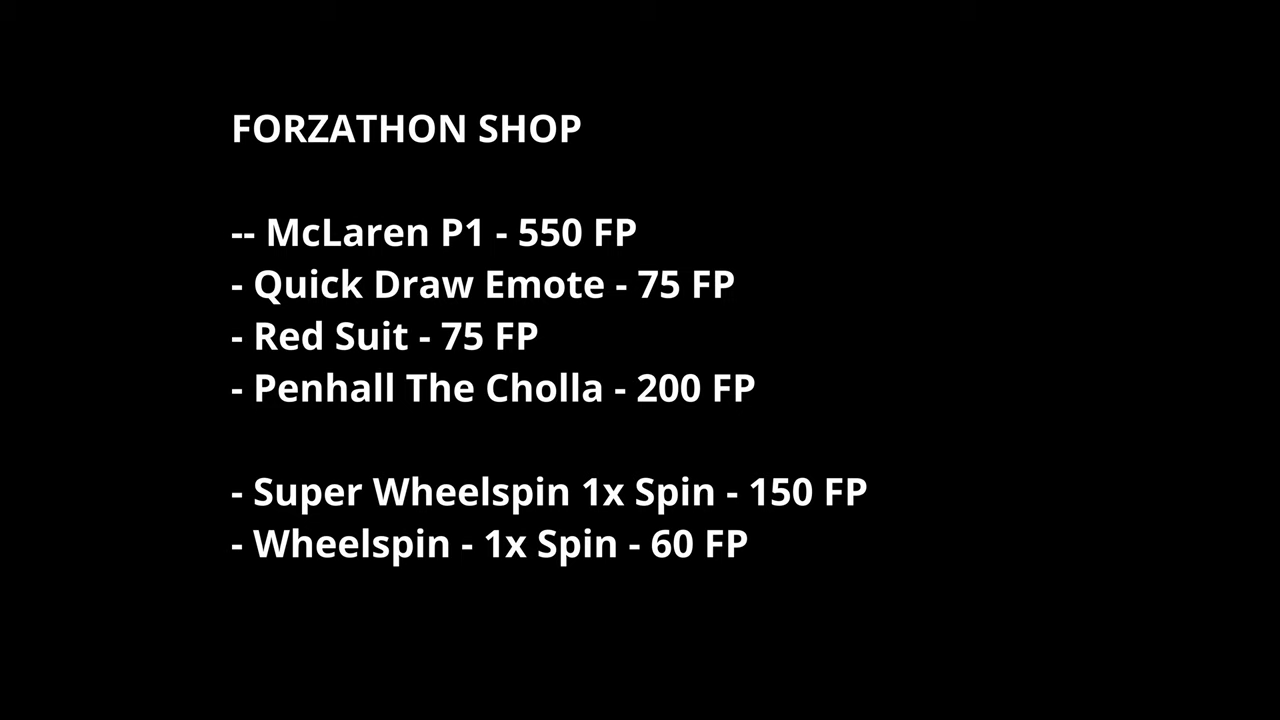 FORZATHON SHOP
-- McLaren P1 - 550 FP
- Quick Draw Emote - 75 FP
- Red Suit - 75 FP
- Penhall The Cholla - 200 FP
- Super Wheelspin 1x Spin - 150 FP
- Wheelspin - 1x Spin - 60 FP